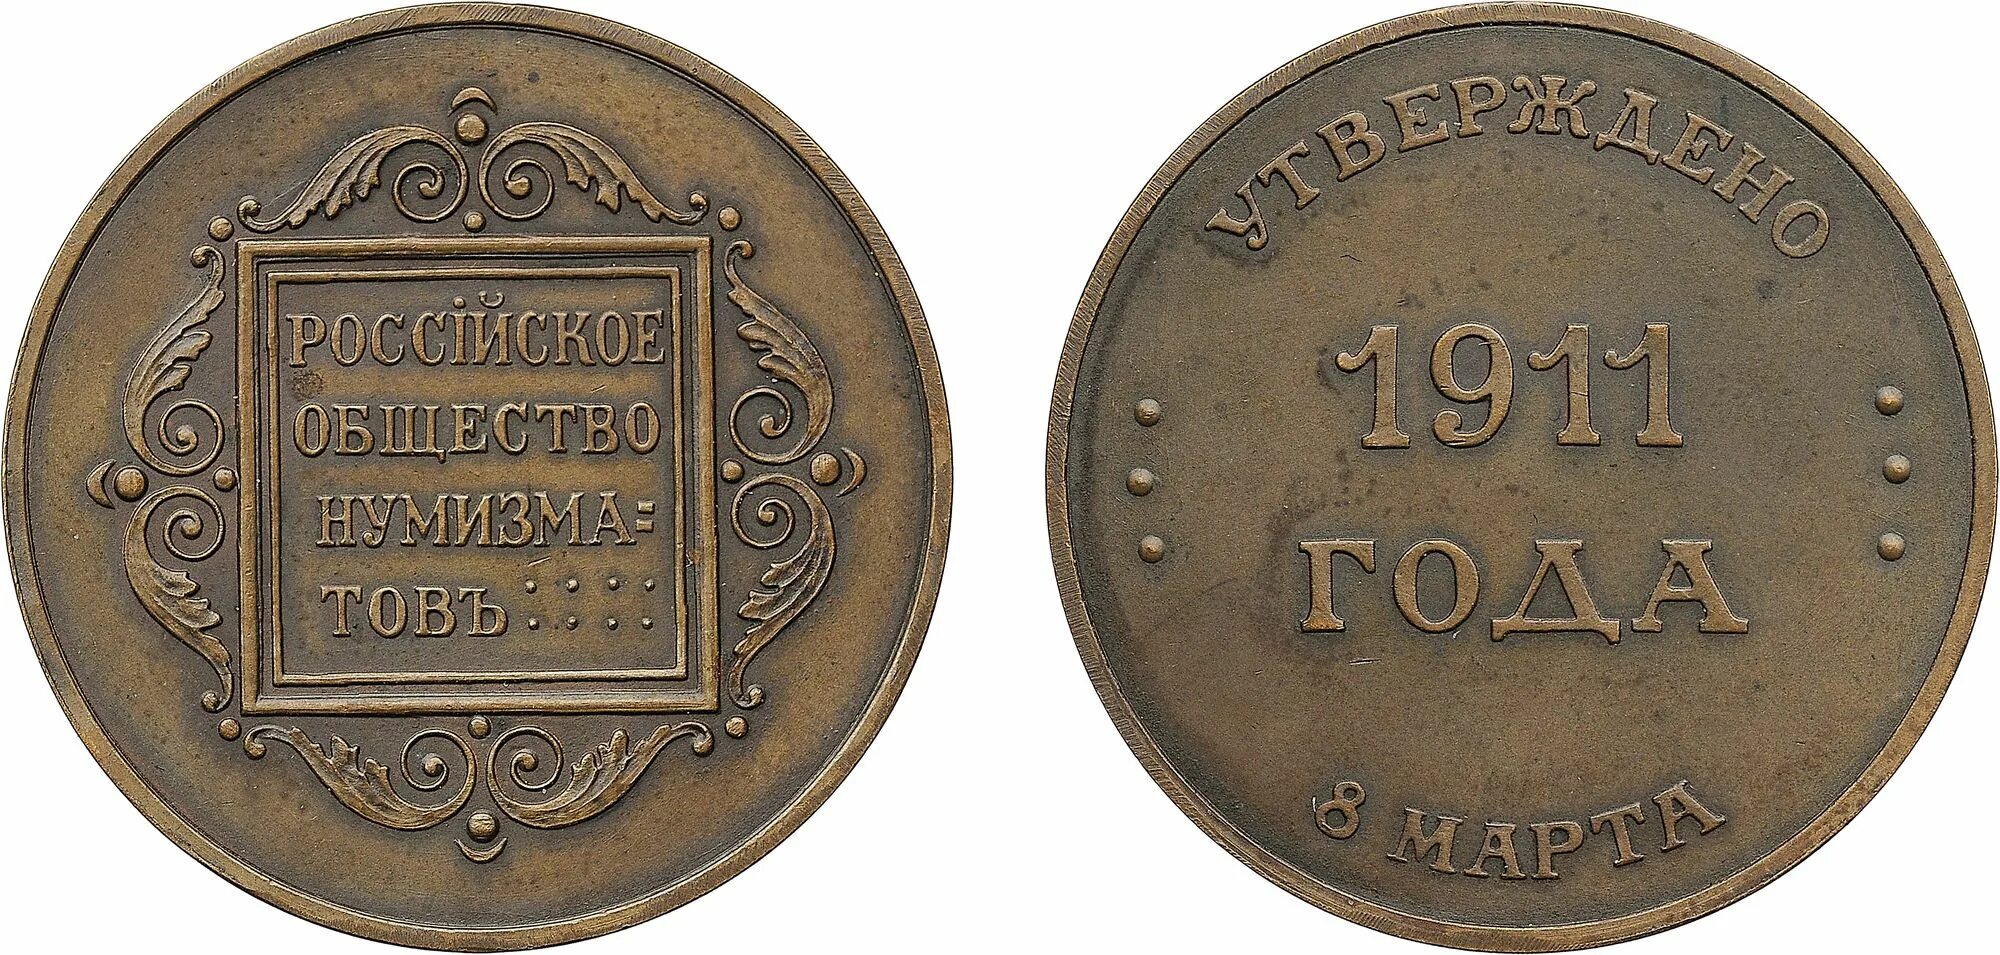 РОССІЙСКОЕ
ОБЩЕСТВО
НУМИЗМА=
ТОВЪ
УТВЕРЖДЕНО
1911
ГОДА
8 МАРТА